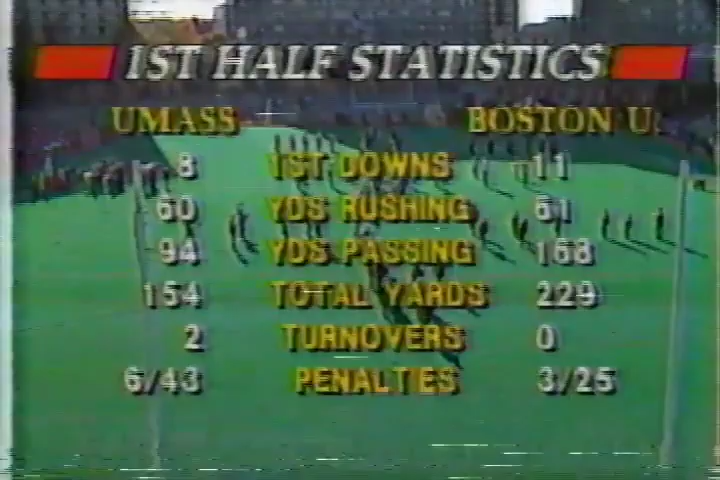 1ST HALF STATISTICS
UMASS BOSTON U.
8 1ST DOWNS 11
60 YDS RUSHING 61
94 YDS PASSING 168
154 TOTAL YARDS 229
2 TURNOVERS 0
6/43 PENALTIES 3/25